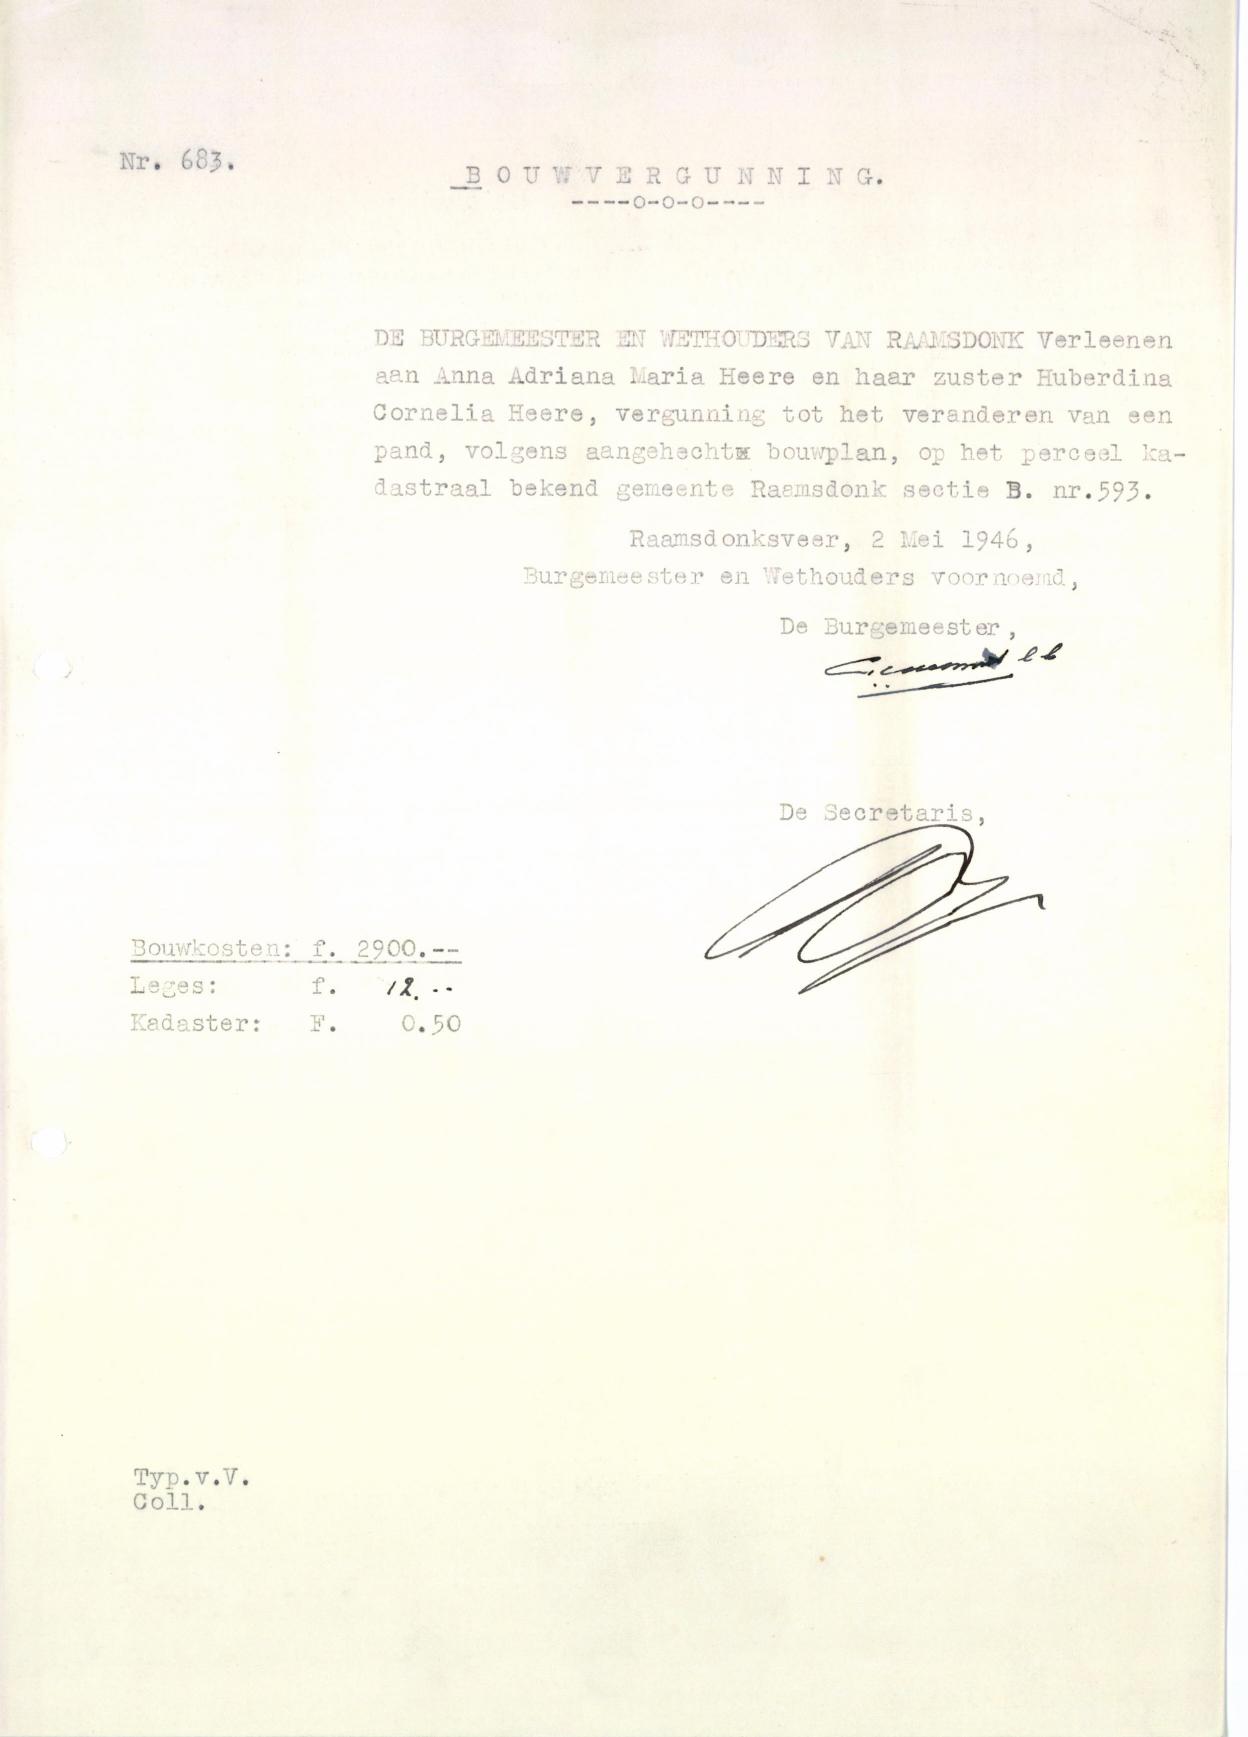 Nr. 683.
BOUWVERGUNNING.
----o-o-o----
DE BURGEMEESTER EN WETHOUDERS VAN RAAMSDONK Verleenen
aan Anna Adriana Maria Heere en haar zuster Huberdina
Cornelia Heere, vergunning tot het veranderen van een
pand, volgens aangehecht bouwplan, op het perceel ka-
dastraal bekend gemeente Raamsdonk sectie B. nr.593.
Raamsdonksveer, 2 Mei 1946,
Burgemeester en Wethouders voornoemd,
De Burgemeester,
De Secretaris,
Bouwkosten: f. 2900.--
Leges: f. 12.--
Kadaster: F. 0.50
Typ.v.V.
Coll.